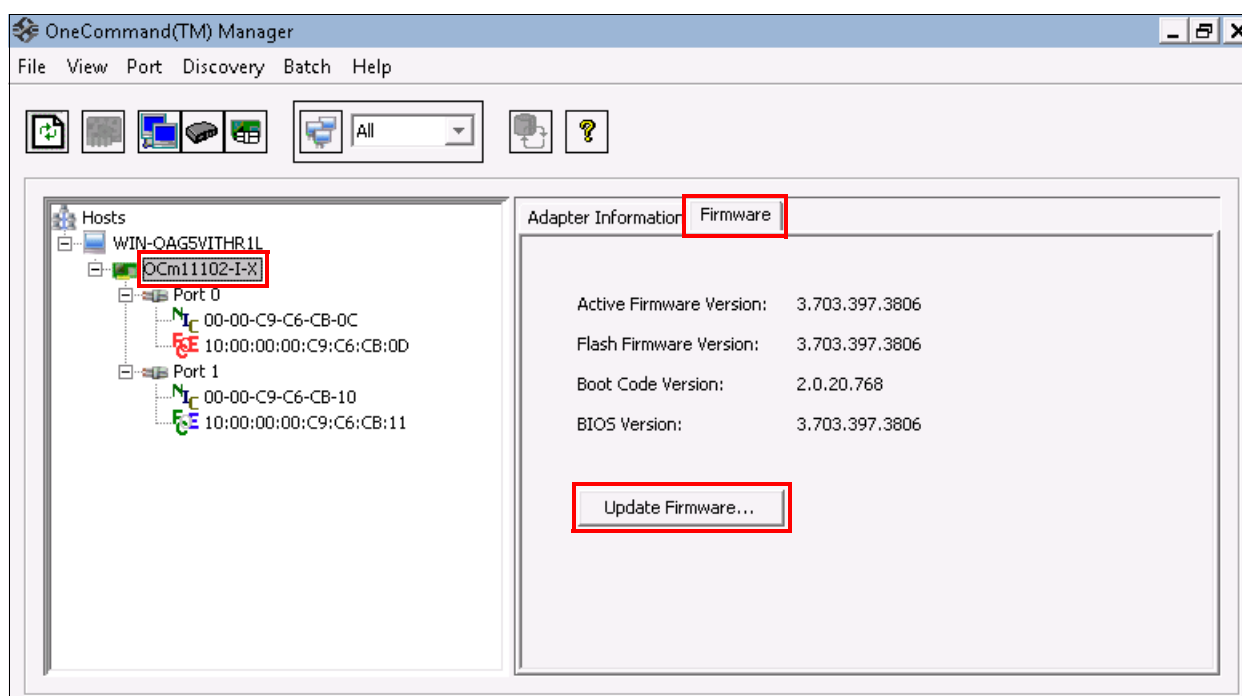 OneCommand(TM) Manager
File View Port Discovery Batch Help
All
?
Hosts
WIN-OAG5VITHR1L
OCm11102-I-X
Port 0
NIC 00-00-C9-C6-CB-0C
FCoE 10:00:00:00:C9:C6:CB:0D
Port 1
NIC 00-00-C9-C6-CB-10
FCoE 10:00:00:00:C9:C6:CB:11
Adapter Information Firmware
Active Firmware Version: 3.703.397.3806
Flash Firmware Version: 3.703.397.3806
Boot Code Version: 2.0.20.768
BIOS Version: 3.703.397.3806
Update Firmware...